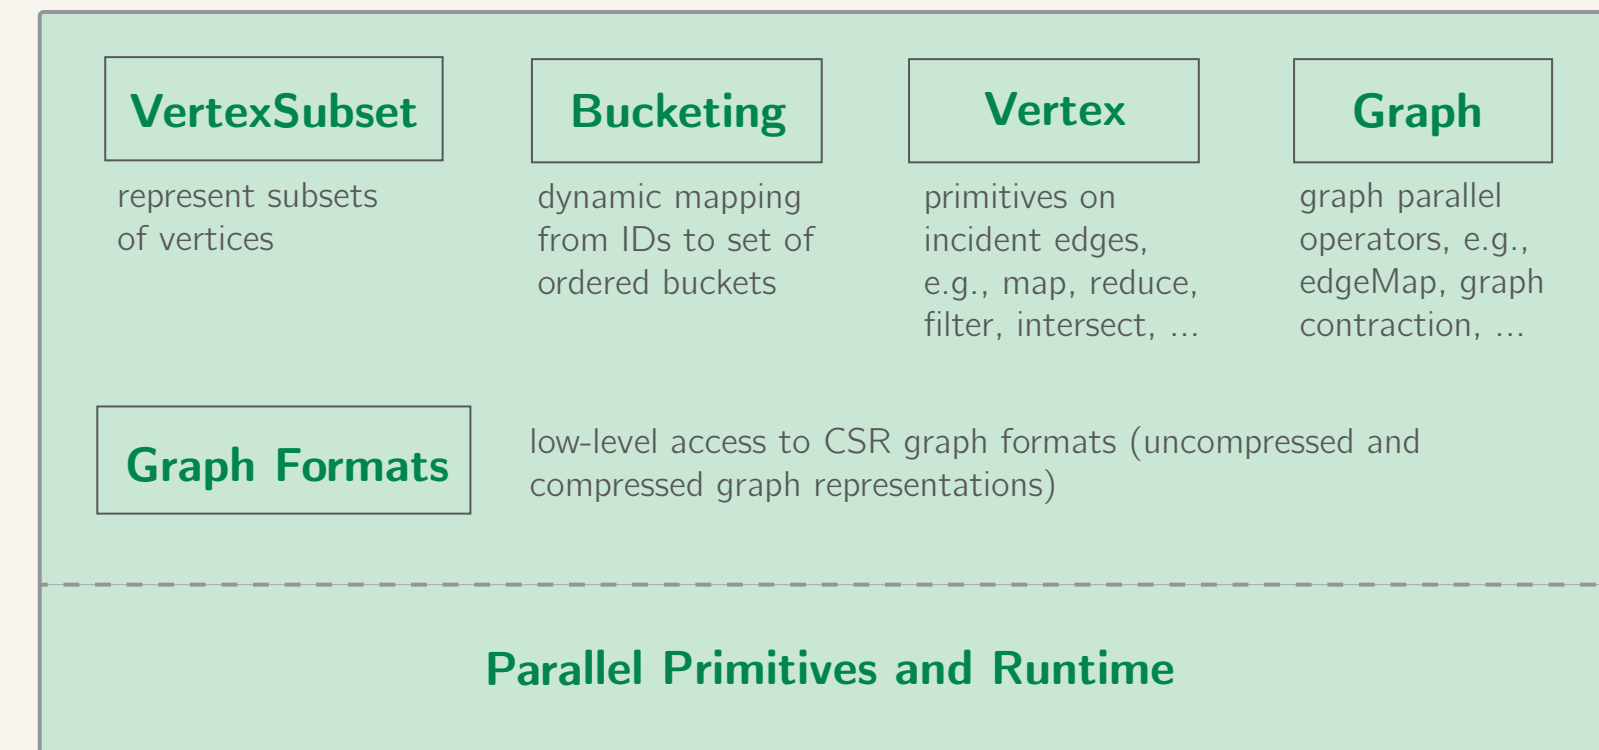 VertexSubset
represent subsets
of vertices
Bucketing
dynamic mapping
from IDs to set of
ordered buckets
Vertex
primitives on
incident edges,
e.g., map, reduce,
filter, intersect, ...
Graph
graph parallel
operators, e.g.,
edgeMap, graph
contraction, ...
Graph Formats
low-level access to CSR graph formats (uncompressed and
compressed graph representations)
Parallel Primitives and Runtime